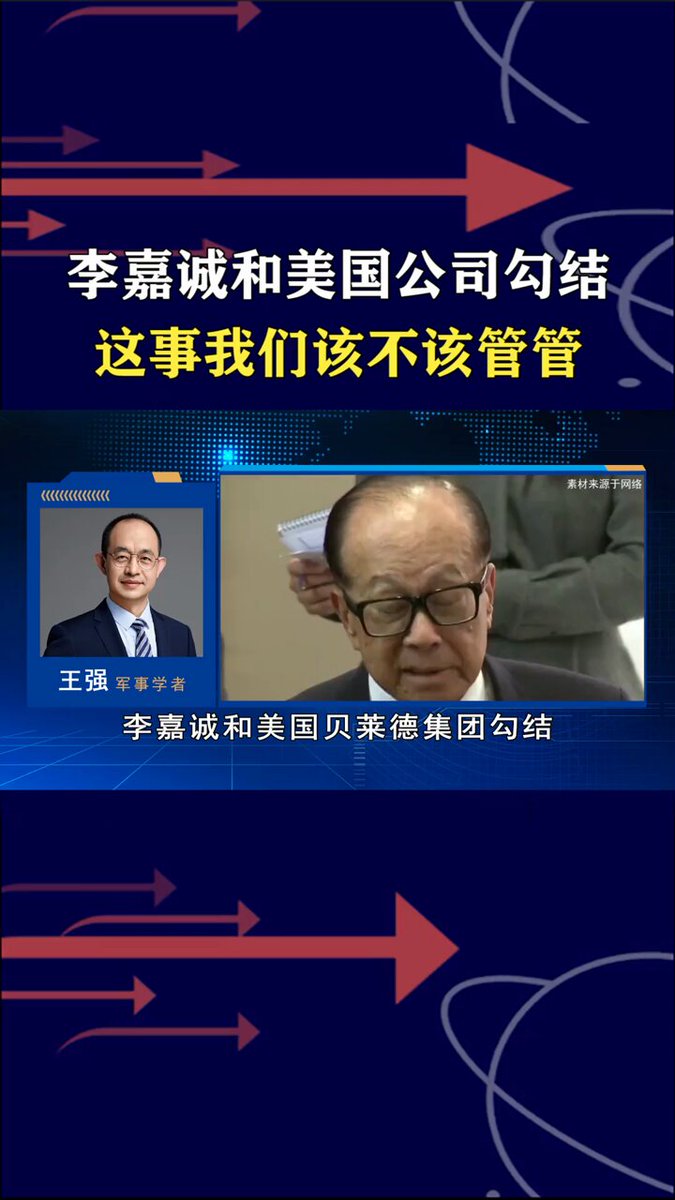 李嘉诚和美国公司勾结
这事我们该不该管管
素材来源于网络
王强 军事学者
李嘉诚和美国贝莱德集团勾结